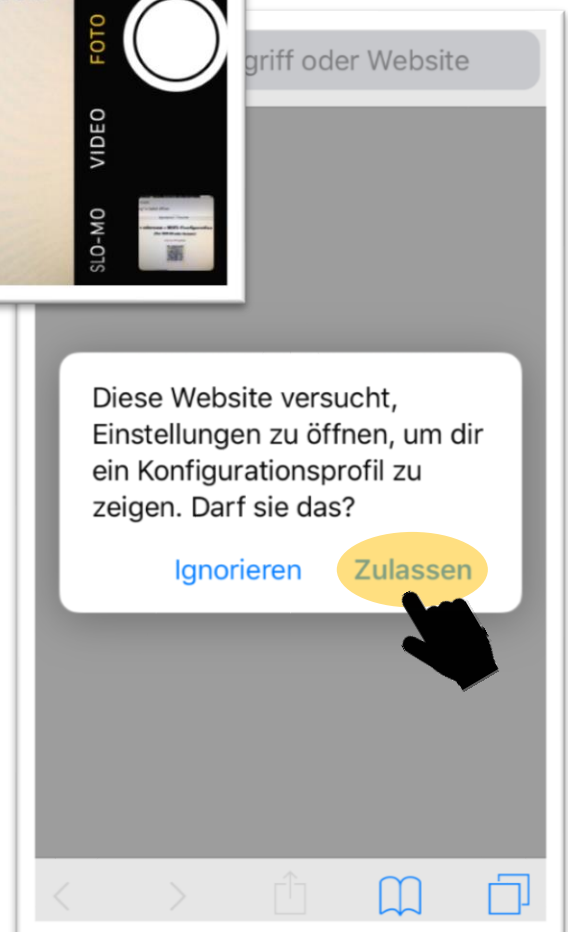 FOTO
VIDEO
SLO-MO
griff oder Website
Diese Website versucht,
Einstellungen zu öffnen, um dir
ein Konfigurationsprofil zu
zeigen. Darf sie das?
Ignorieren
Zulassen